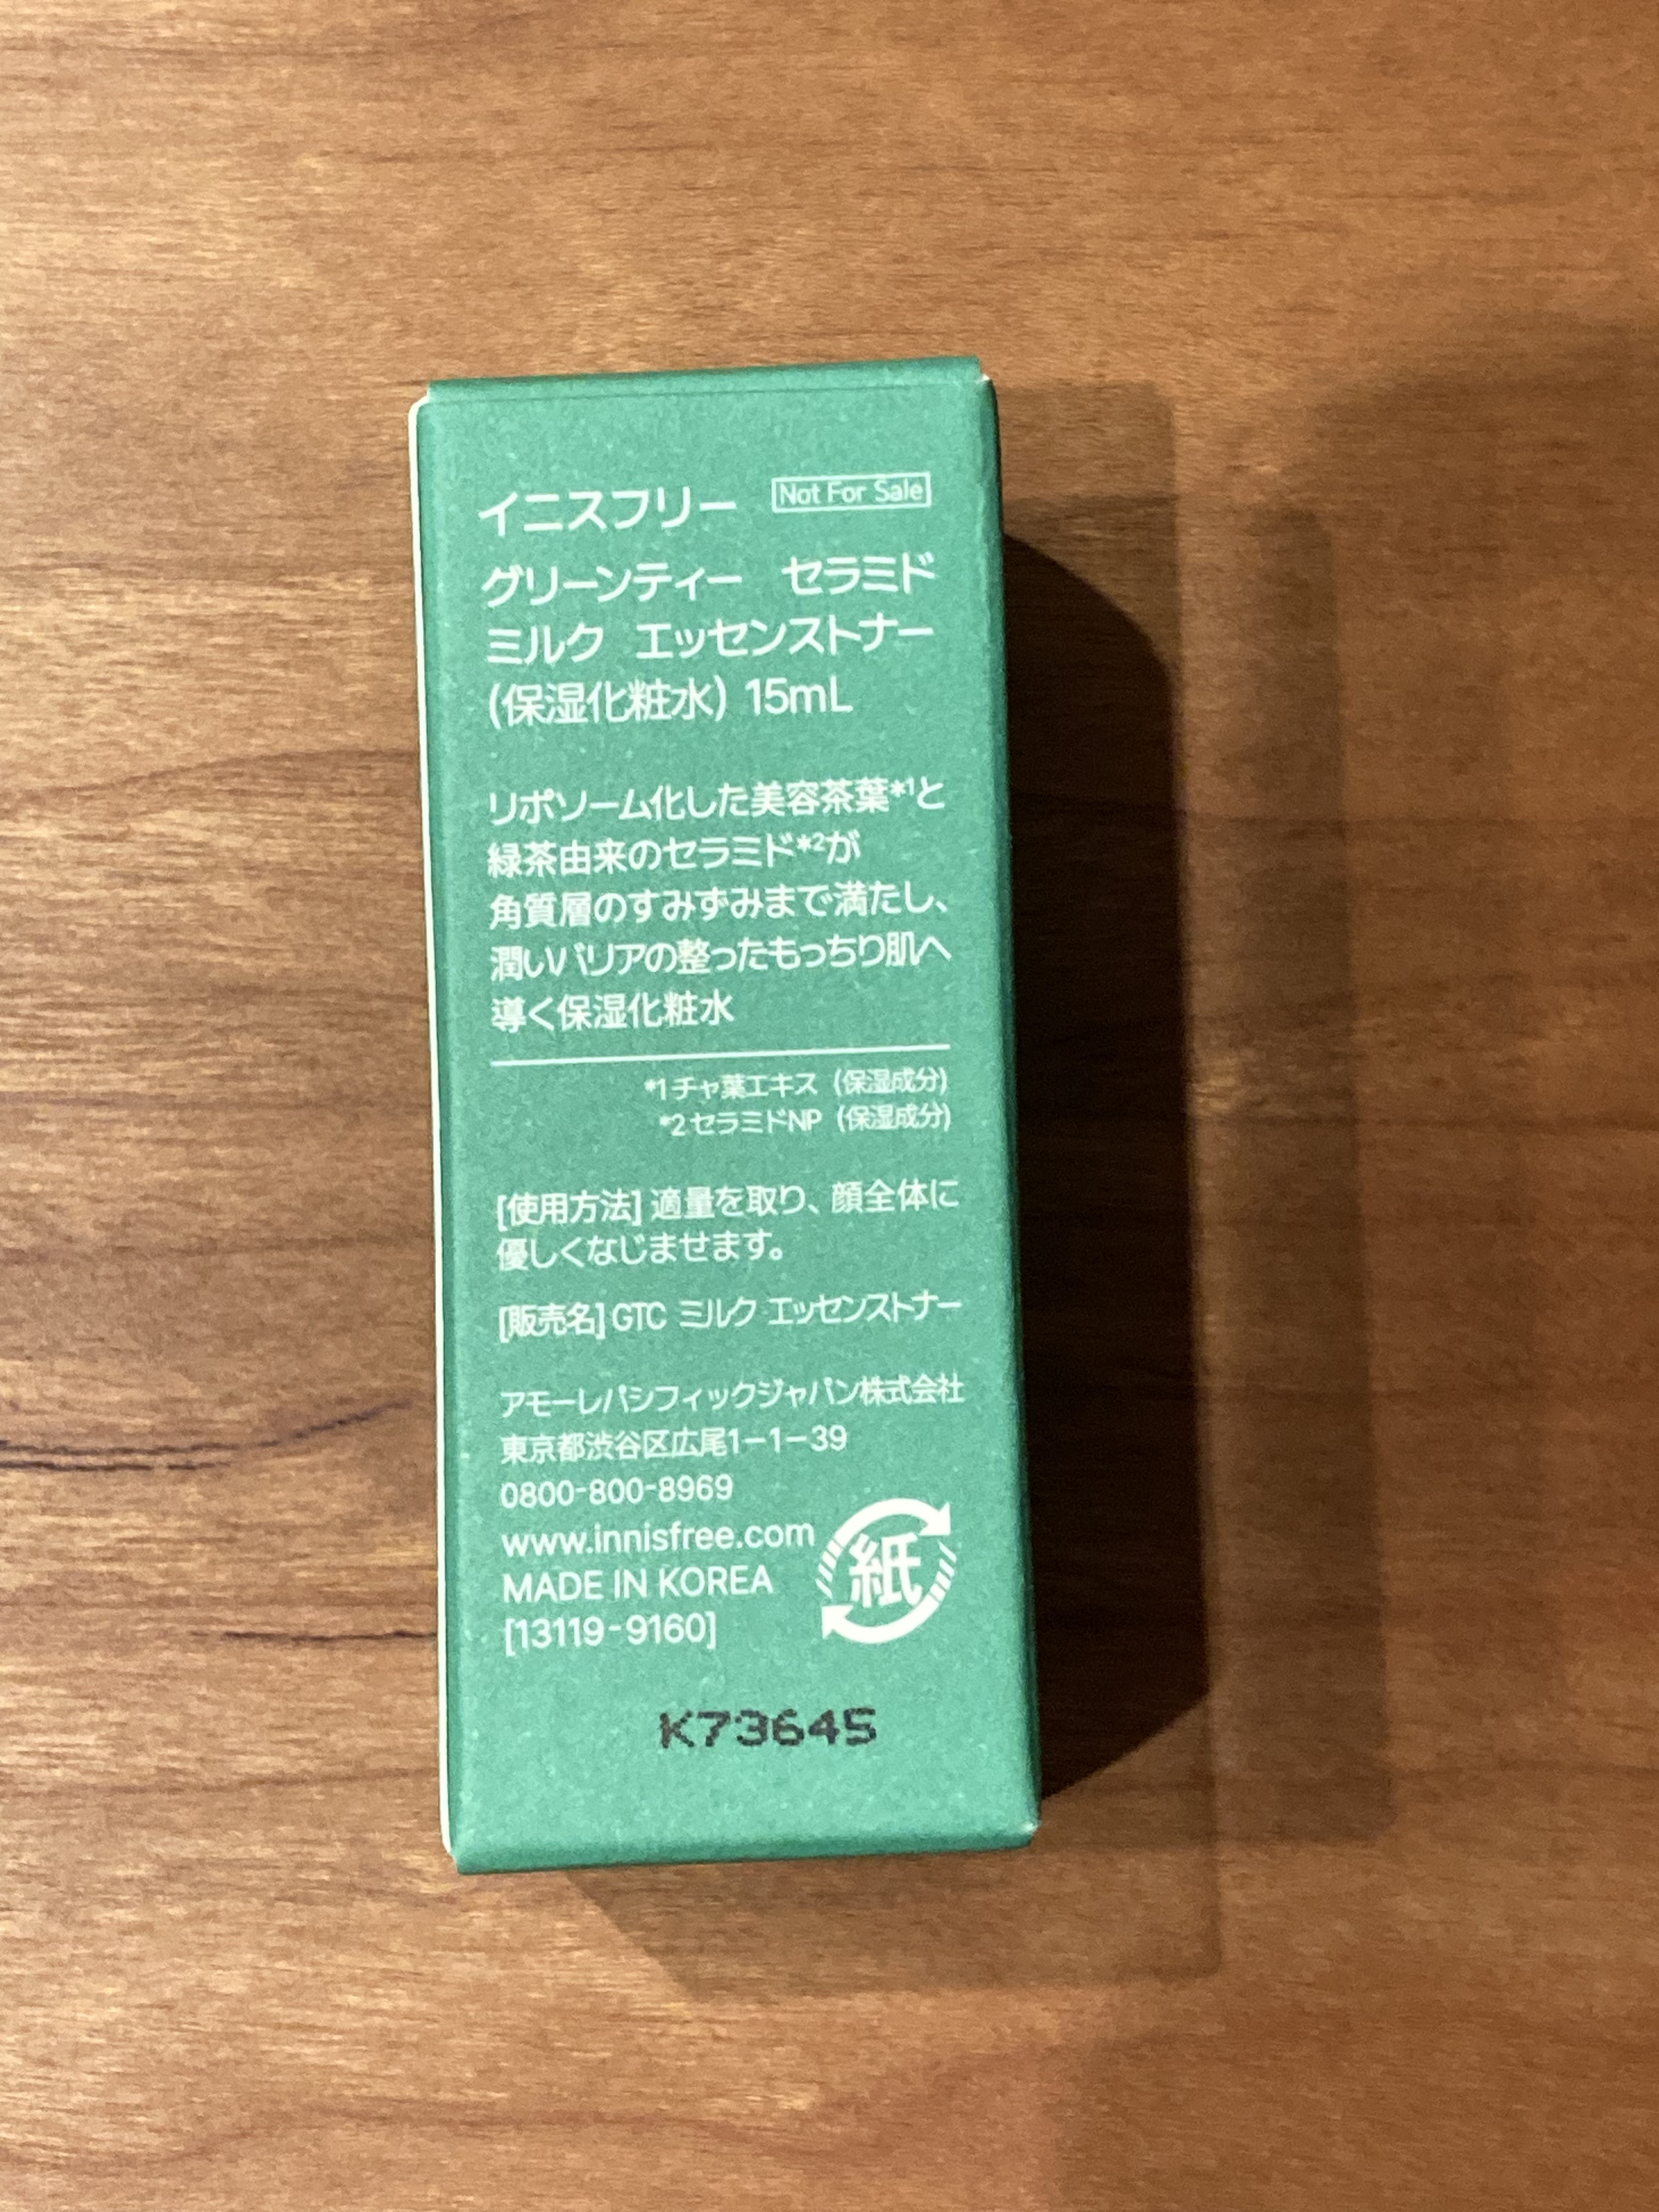 イニスフリー Not For Sale
グリーンティー セラミド
ミルク エッセンストナー
(保湿化粧水) 15mL
リポソーム化した美容茶葉*1と
緑茶由来のセラミド*2が
角質層のすみずみまで満たし、
潤いバリアの整ったもっちり肌へ
導く保湿化粧水
*1チャ葉エキス (保湿成分)
*2セラミドNP (保湿成分)
[使用方法] 適量を取り、顔全体に
優しくなじませます。
[販売名] GTC ミルク エッセンストナー
アモーレパシフィックジャパン株式会社
東京都渋谷区広尾1−1−39
0800-800-8969
www.innisfree.com
MADE IN KOREA
[13119-9160]
紙
K73645